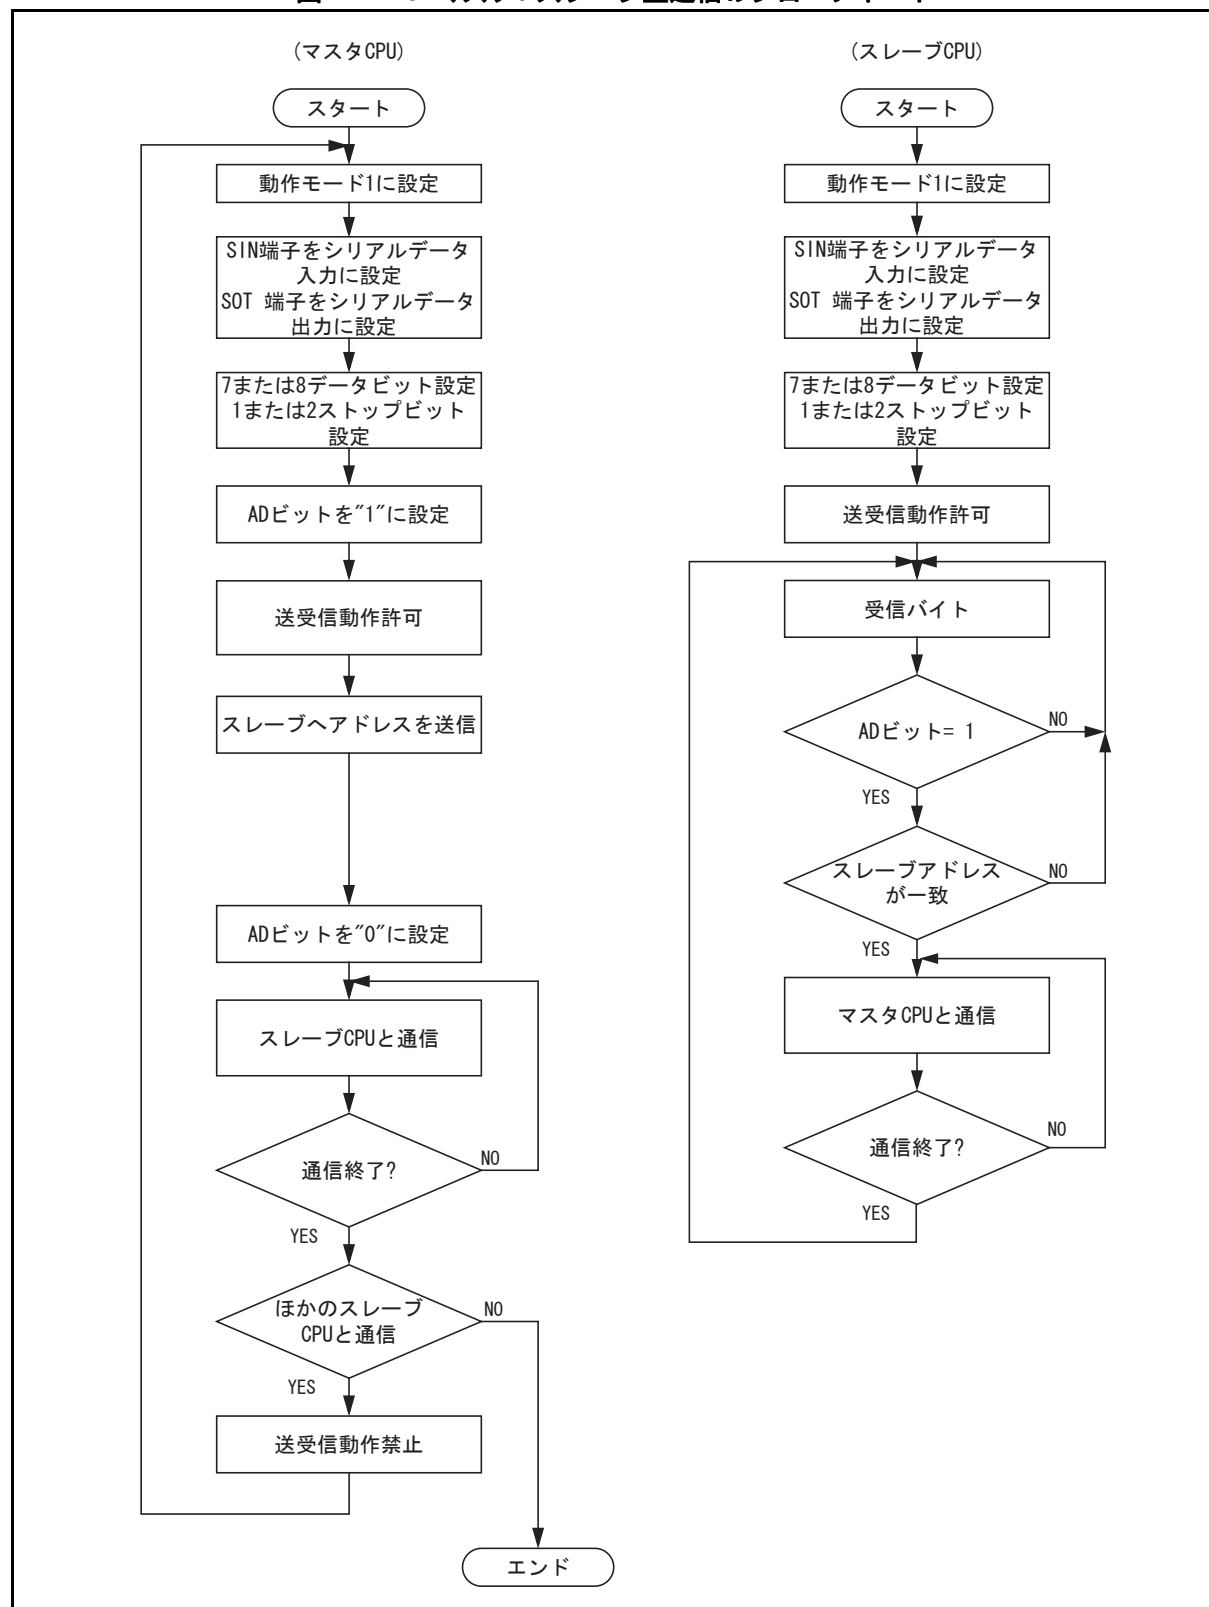 (マスタCPU)
スタート
動作モード1に設定
SIN端子をシリアルデータ
入力に設定
SOT 端子をシリアルデータ
出力に設定
7または8データビット設定
1または2ストップビット
設定
ADビットを"1"に設定
送受信動作許可
スレーブへアドレスを送信
ADビットを"0"に設定
スレーブCPUと通信
通信終了?
NO
YES
ほかのスレーブ
CPUと通信
NO
YES
送受信動作禁止
エンド
(スレーブCPU)
スタート
動作モード1に設定
SIN端子をシリアルデータ
入力に設定
SOT 端子をシリアルデータ
出力に設定
7または8データビット設定
1または2ストップビット
設定
送受信動作許可
受信バイト
ADビット= 1
NO
YES
スレーブアドレス
が一致
NO
YES
マスタCPUと通信
通信終了?
NO
YES